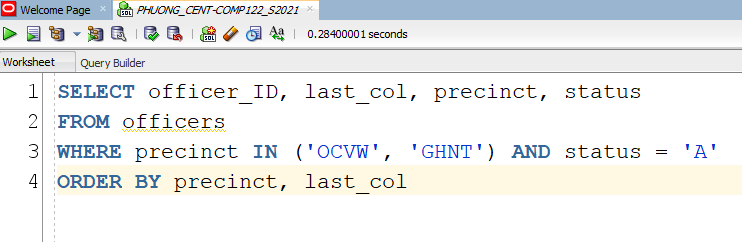 Welcome Page PHUONG_CENT-COMP122_S2021
0.28400001 seconds
Worksheet Query Builder
1 SELECT officer_ID, last_col, precinct, status
2 FROM officers
3 WHERE precinct IN ('OCVW', 'GHNT') AND status = 'A'
4 ORDER BY precinct, last_col